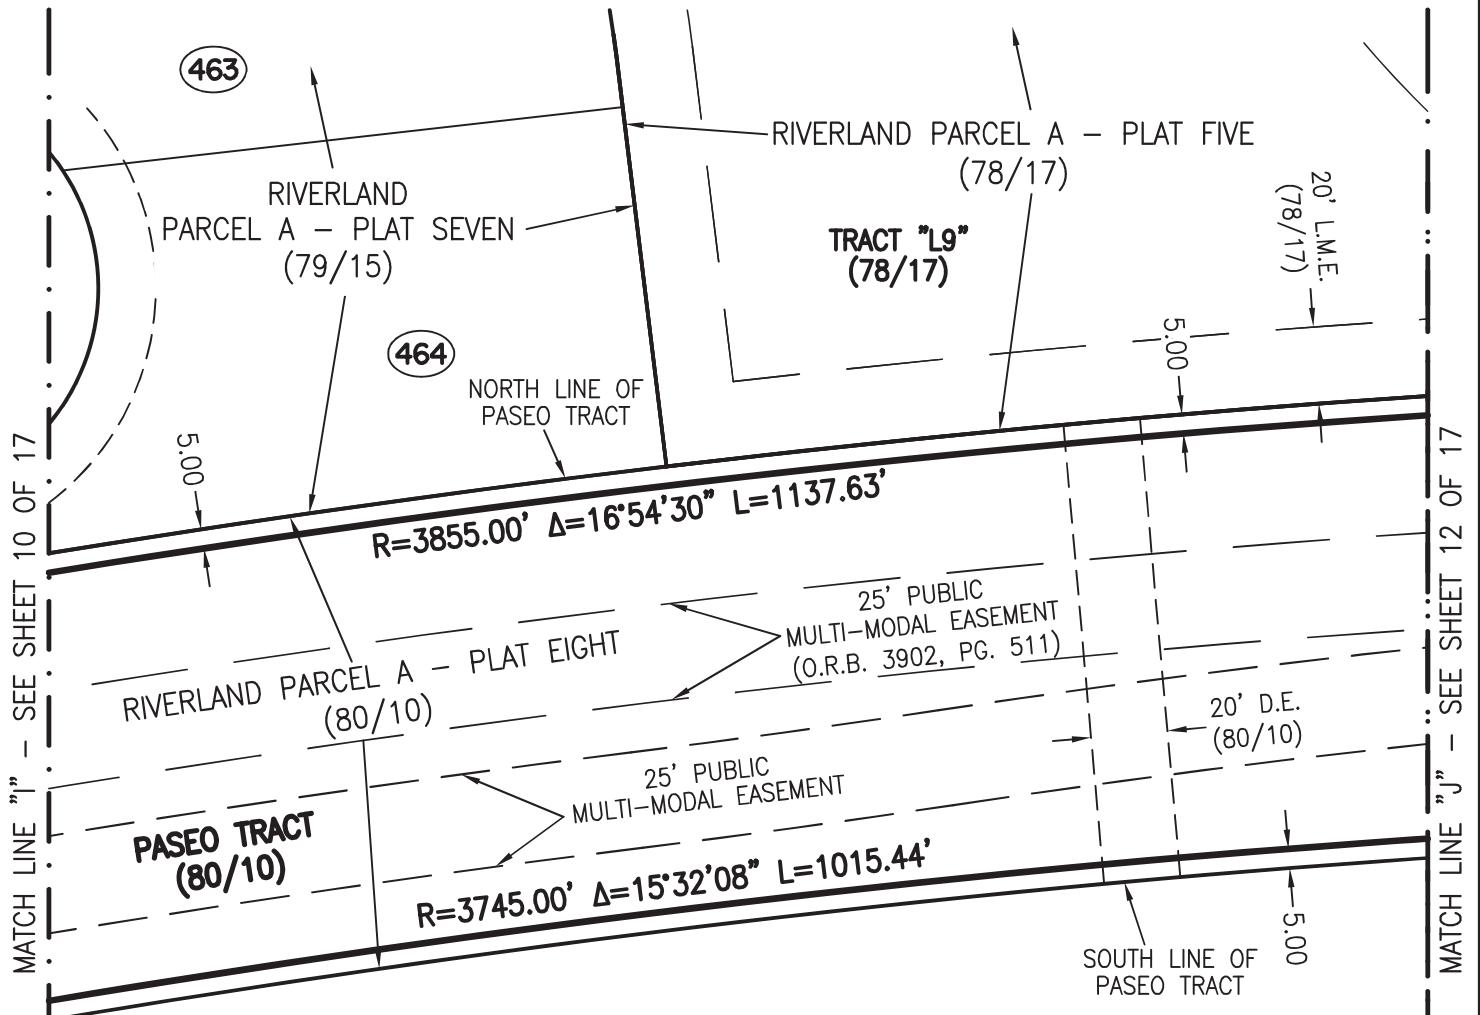 463
RIVERLAND PARCEL A – PLAT FIVE
(78/17)
RIVERLAND
PARCEL A – PLAT SEVEN
(79/15)
20' L.M.E.
(78/17)
TRACT "L9"
(78/17)
464
5.00
NORTH LINE OF
PASEO TRACT
5.00
R=3855.00' Δ=16°54'30" L=1137.63'
MATCH LINE "I" – SEE SHEET 10 OF 17
MATCH LINE "J" – SEE SHEET 12 OF 17
25' PUBLIC
MULTI–MODAL EASEMENT
(O.R.B. 3902, PG. 511)
RIVERLAND PARCEL A – PLAT EIGHT
(80/10)
20' D.E.
(80/10)
25' PUBLIC
MULTI–MODAL EASEMENT
PASEO TRACT
(80/10)
R=3745.00' Δ=15°32'08" L=1015.44'
5.00
SOUTH LINE OF
PASEO TRACT